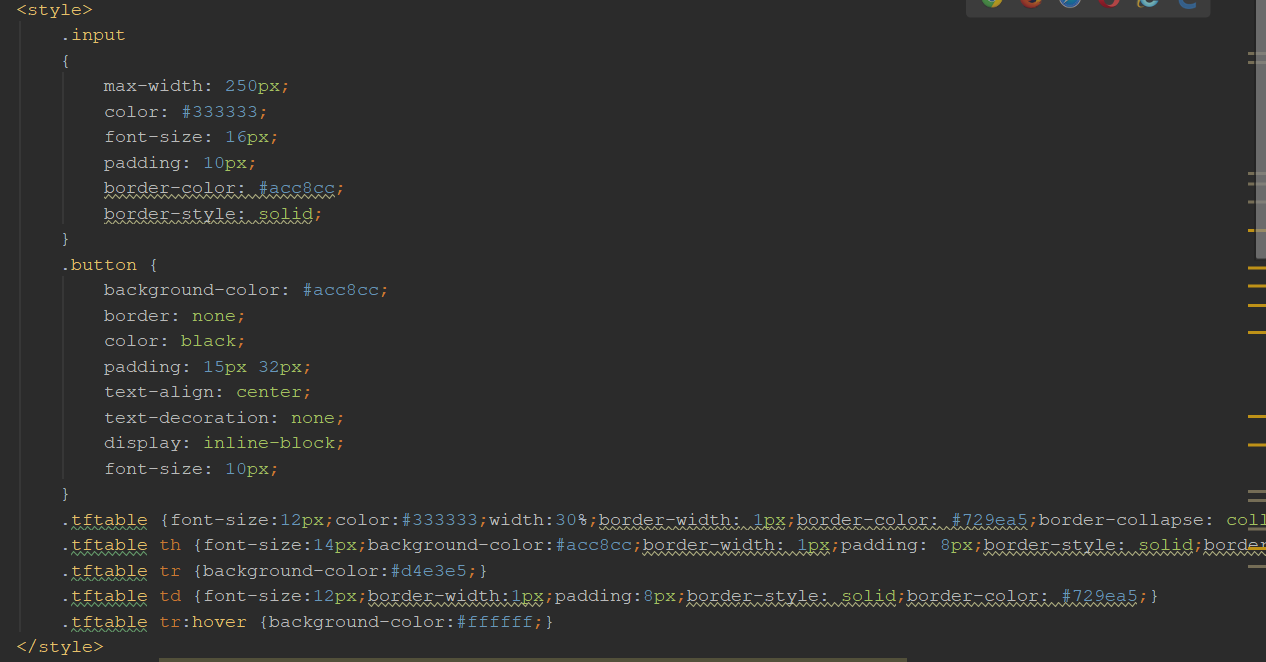 <style>
.input
{
max-width: 250px;
color: #333333;
font-size: 16px;
padding: 10px;
border-color: #acc8cc;
border-style: solid;
}
.button {
background-color: #acc8cc;
border: none;
color: black;
padding: 15px 32px;
text-align: center;
text-decoration: none;
display: inline-block;
font-size: 10px;
}
.tftable {font-size:12px;color:#333333;width:30%;border-width: 1px;border-color: #729ea5;border-collapse: coll
.tftable th {font-size:14px;background-color:#acc8cc;border-width: 1px;padding: 8px;border-style: solid;border
.tftable tr {background-color:#d4e3e5;}
.tftable td {font-size:12px;border-width:1px;padding:8px;border-style: solid;border-color: #729ea5;}
.tftable tr:hover {background-color:#ffffff;}
</style>